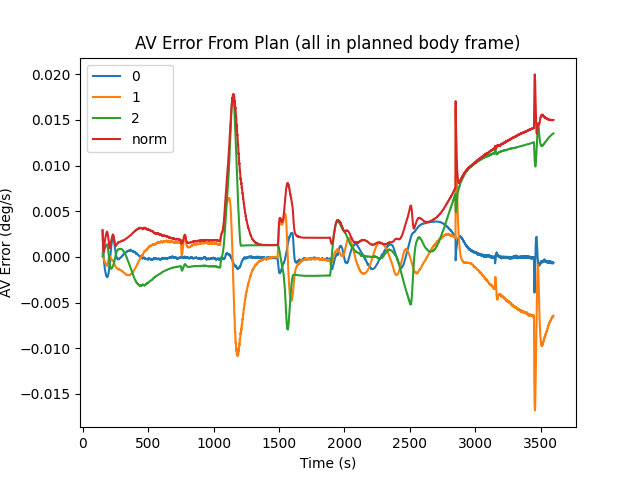 AV Error From Plan (all in planned body frame)
0
1
2
norm
AV Error (deg/s)
0.020
0.015
0.010
0.005
0.000
−0.005
−0.010
−0.015
0 500 1000 1500 2000 2500 3000 3500
Time (s)